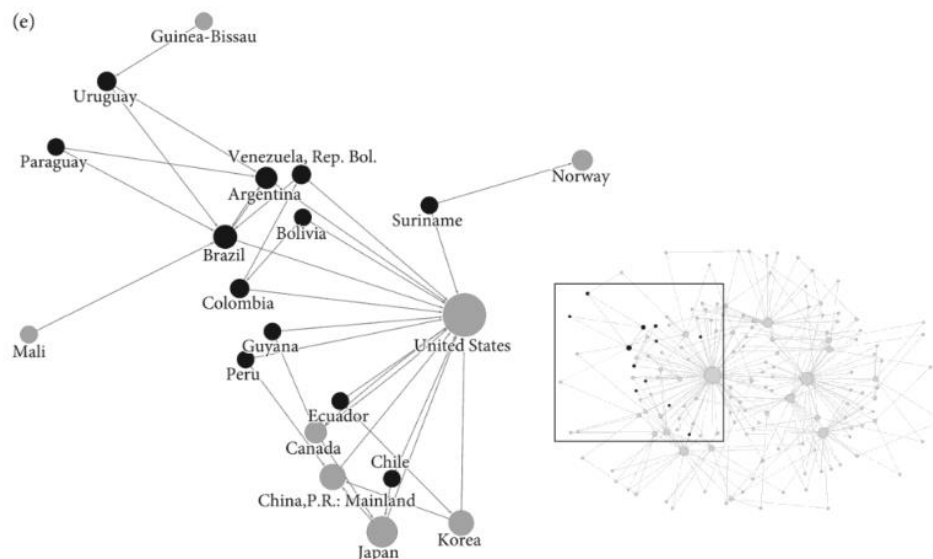 (e)
Guinea-Bissau
Uruguay
Paraguay
Venezuela, Rep. Bol.
Argentina
Norway
Suriname
Bolivia
Brazil
Colombia
Mali
United States
Guyana
Peru
Ecuador
Canada
Chile
China,P.R.: Mainland
Korea
Japan